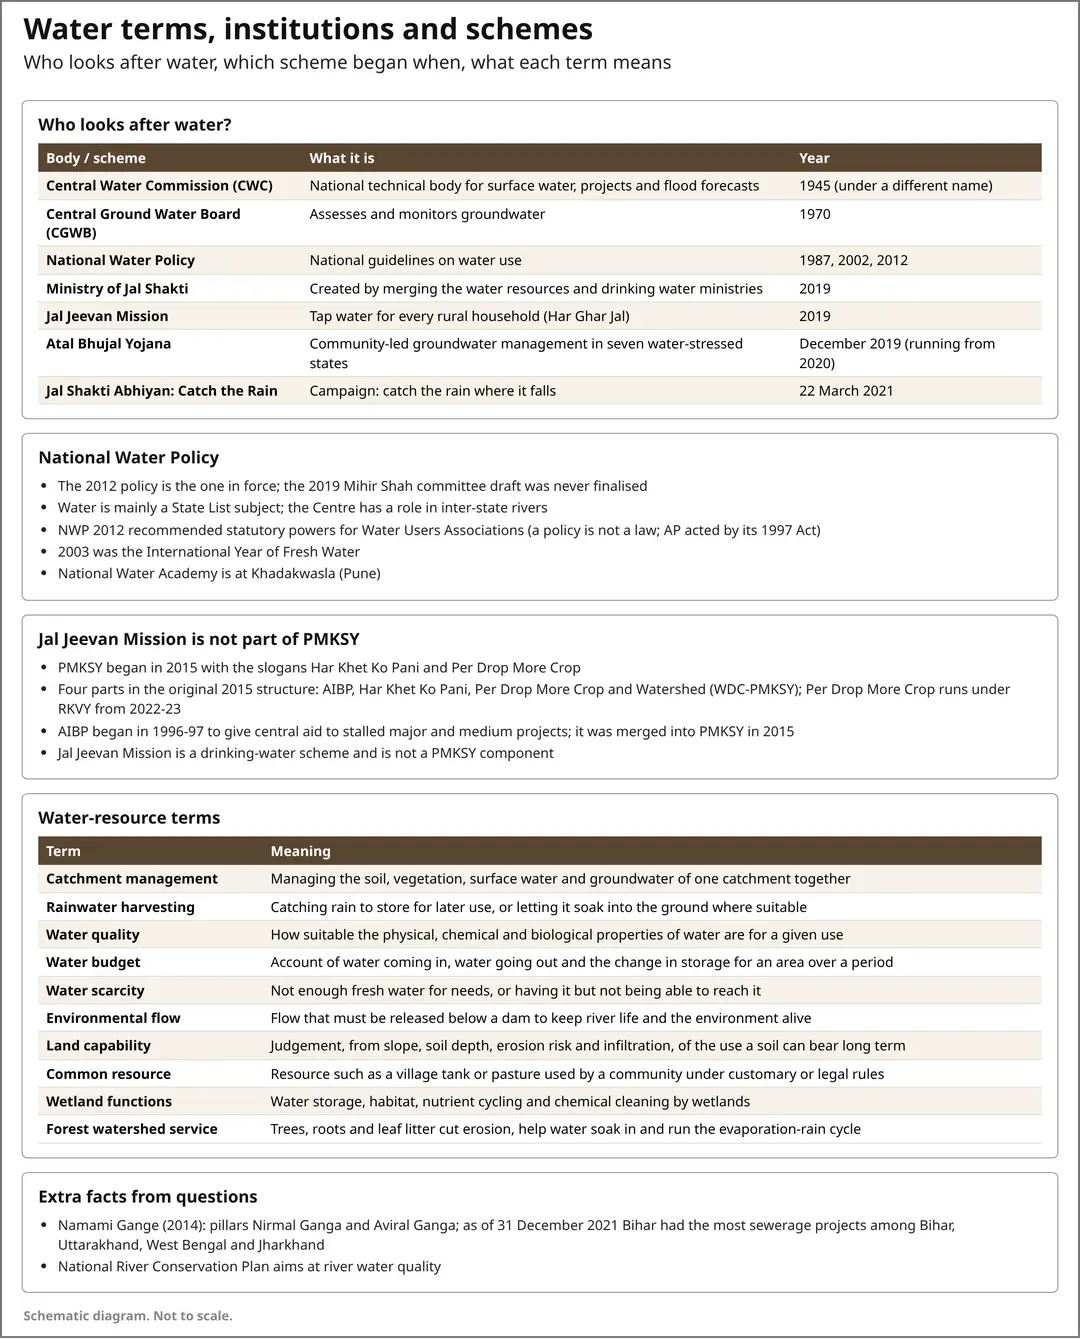 Water terms, institutions and schemes
Who looks after water, which scheme began when, what each term means
Who looks after water?
Body / scheme What it is Year
Central Water Commission (CWC) National technical body for surface water, projects and flood forecasts 1945 (under a different name)
Central Ground Water Board (CGWB) Assesses and monitors groundwater 1970
National Water Policy National guidelines on water use 1987, 2002, 2012
Ministry of Jal Shakti Created by merging the water resources and drinking water ministries 2019
Jal Jeevan Mission Tap water for every rural household (Har Ghar Jal) 2019
Atal Bhujal Yojana Community-led groundwater management in seven water-stressed states December 2019 (running from 2020)
Jal Shakti Abhiyan: Catch the Rain Campaign: catch the rain where it falls 22 March 2021
National Water Policy
• The 2012 policy is the one in force; the 2019 Mihir Shah committee draft was never finalised
• Water is mainly a State List subject; the Centre has a role in inter-state rivers
• NWP 2012 recommended statutory powers for Water Users Associations (a policy is not a law; AP acted by its 1997 Act)
• 2003 was the International Year of Fresh Water
• National Water Academy is at Khadakwasla (Pune)
Jal Jeevan Mission is not part of PMKSY
• PMKSY began in 2015 with the slogans Har Khet Ko Pani and Per Drop More Crop
• Four parts in the original 2015 structure: AIBP, Har Khet Ko Pani, Per Drop More Crop and Watershed (WDC-PMKSY); Per Drop More Crop runs under
RKVY from 2022-23
• AIBP began in 1996-97 to give central aid to stalled major and medium projects; it was merged into PMKSY in 2015
• Jal Jeevan Mission is a drinking-water scheme and is not a PMKSY component
Water-resource terms
Term Meaning
Catchment management Managing the soil, vegetation, surface water and groundwater of one catchment together
Rainwater harvesting Catching rain to store for later use, or letting it soak into the ground where suitable
Water quality How suitable the physical, chemical and biological properties of water are for a given use
Water budget Account of water coming in, water going out and the change in storage for an area over a period
Water scarcity Not enough fresh water for needs, or having it but not being able to reach it
Environmental flow Flow that must be released below a dam to keep river life and the environment alive
Land capability Judgement, from slope, soil depth, erosion risk and infiltration, of the use a soil can bear long term
Common resource Resource such as a village tank or pasture used by a community under customary or legal rules
Wetland functions Water storage, habitat, nutrient cycling and chemical cleaning by wetlands
Forest watershed service Trees, roots and leaf litter cut erosion, help water soak in and run the evaporation-rain cycle
Extra facts from questions
• Namami Gange (2014): pillars Nirmal Ganga and Aviral Ganga; as of 31 December 2021 Bihar had the most sewerage projects among Bihar,
Uttarakhand, West Bengal and Jharkhand
• National River Conservation Plan aims at river water quality
Schematic diagram. Not to scale.